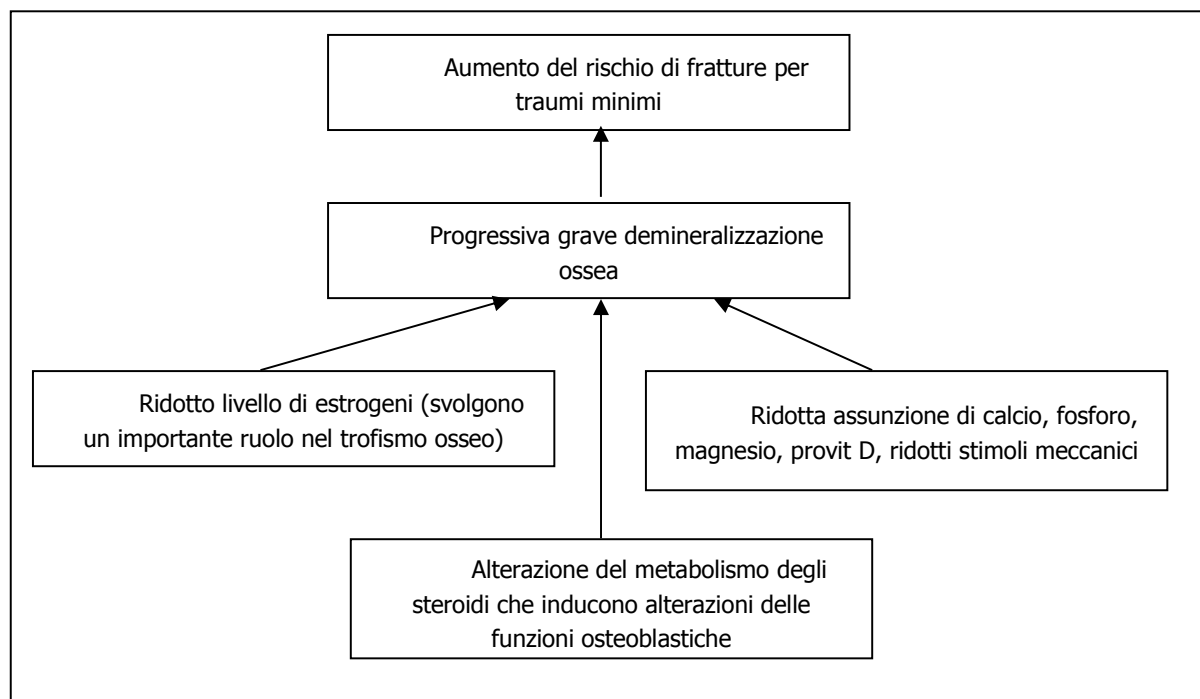 Aumento del rischio di fratture per
traumi minimi
Progressiva grave demineralizzazione
ossea
Ridotto livello di estrogeni (svolgono
un importante ruolo nel trofismo osseo)
Ridotta assunzione di calcio, fosforo,
magnesio, provit D, ridotti stimoli meccanici
Alterazione del metabolismo degli
steroidi che inducono alterazioni delle
funzioni osteoblastiche